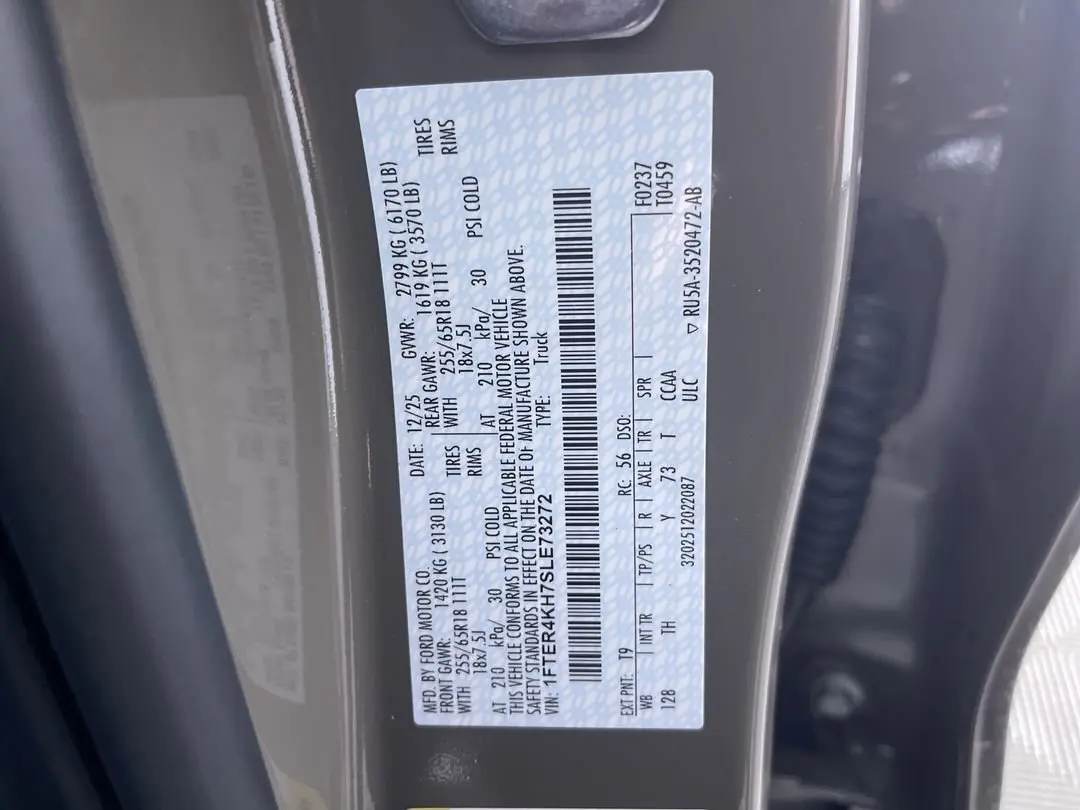 MFD. BY FORD MOTOR CO. DATE: 12/25 GVWR: 2799 KG ( 6170 LB)
FRONT GAWR: 1420 KG ( 3130 LB) REAR GAWR: 1619 KG ( 3570 LB)
WITH 255/65R18 111T TIRES WITH 255/65R18 111T TIRES
18x7.5J RIMS 18x7.5J RIMS
AT 210 kPa/ 30 PSI COLD AT 210 kPa/ 30 PSI COLD
THIS VEHICLE CONFORMS TO ALL APPLICABLE FEDERAL MOTOR VEHICLE
SAFETY STANDARDS IN EFFECT ON THE DATE OF MANUFACTURE SHOWN ABOVE.
VIN: 1FTER4KH7SLE73272 TYPE: Truck
F0237
T0459
EXT PNT: T9 RC: 56 DSO:
WB | INT TR | TP/PS | R | AXLE | TR | SPR |
128 TH Y 73 T CCAA
3202512022087 ULC
▽ RU5A-3520472-AB